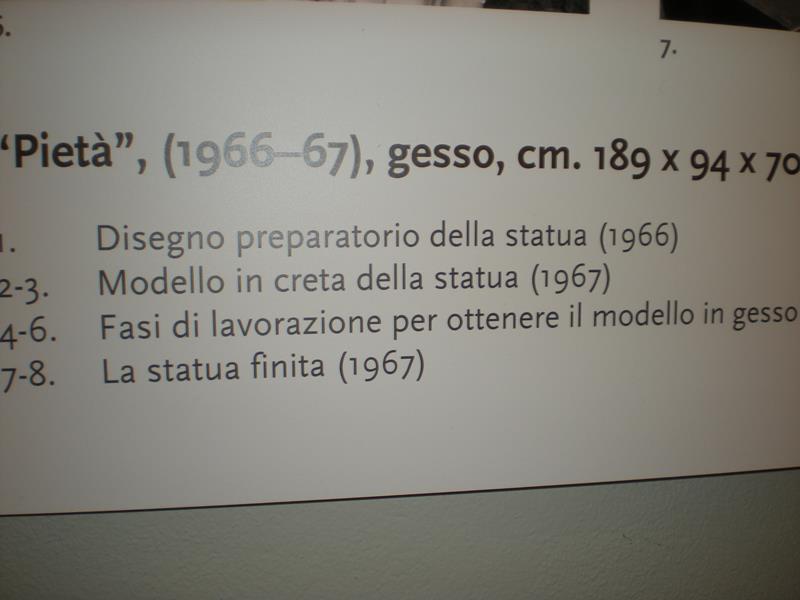 5.
7.
“Pietà”, (1966–67), gesso, cm. 189 x 94 x 70
1. Disegno preparatorio della statua (1966)
2-3. Modello in creta della statua (1967)
4-6. Fasi di lavorazione per ottenere il modello in gesso
7-8. La statua finita (1967)